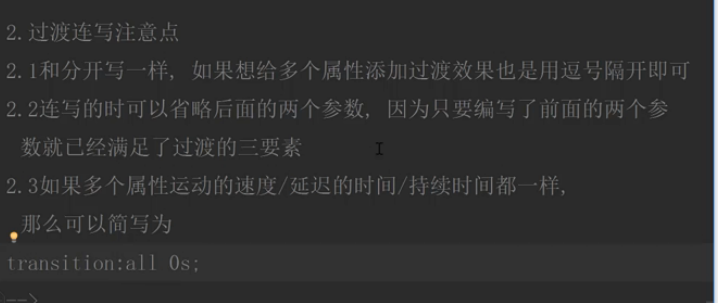 2.过渡连写注意点
2.1和分开写一样, 如果想给多个属性添加过渡效果也是用逗号隔开即可
2.2连写的时可以省略后面的两个参数, 因为只要编写了前面的两个参
数就已经满足了过渡的三要素
2.3如果多个属性运动的速度/延迟的时间/持续时间都一样,
那么可以简写为
transition:all 0s;
-->